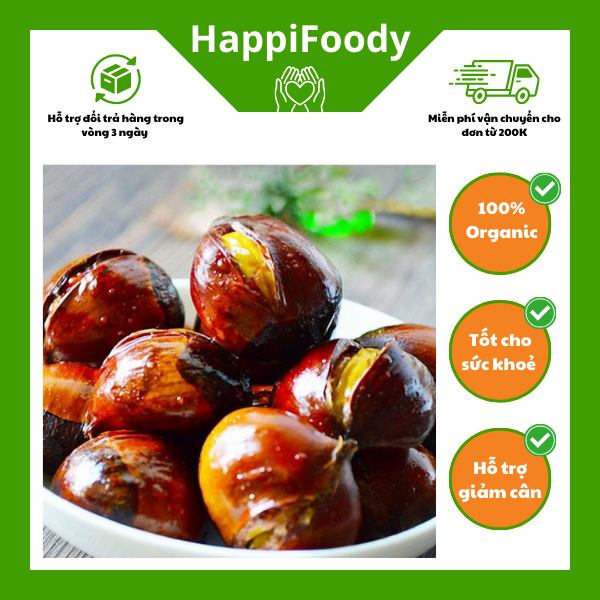 HappiFoody
Hỗ trợ đổi trả hàng trong
vòng 3 ngày
Miễn phí vận chuyển cho
đơn từ 200K
100%
Organic
Tốt cho
sức khoẻ
Hỗ trợ
giảm cân